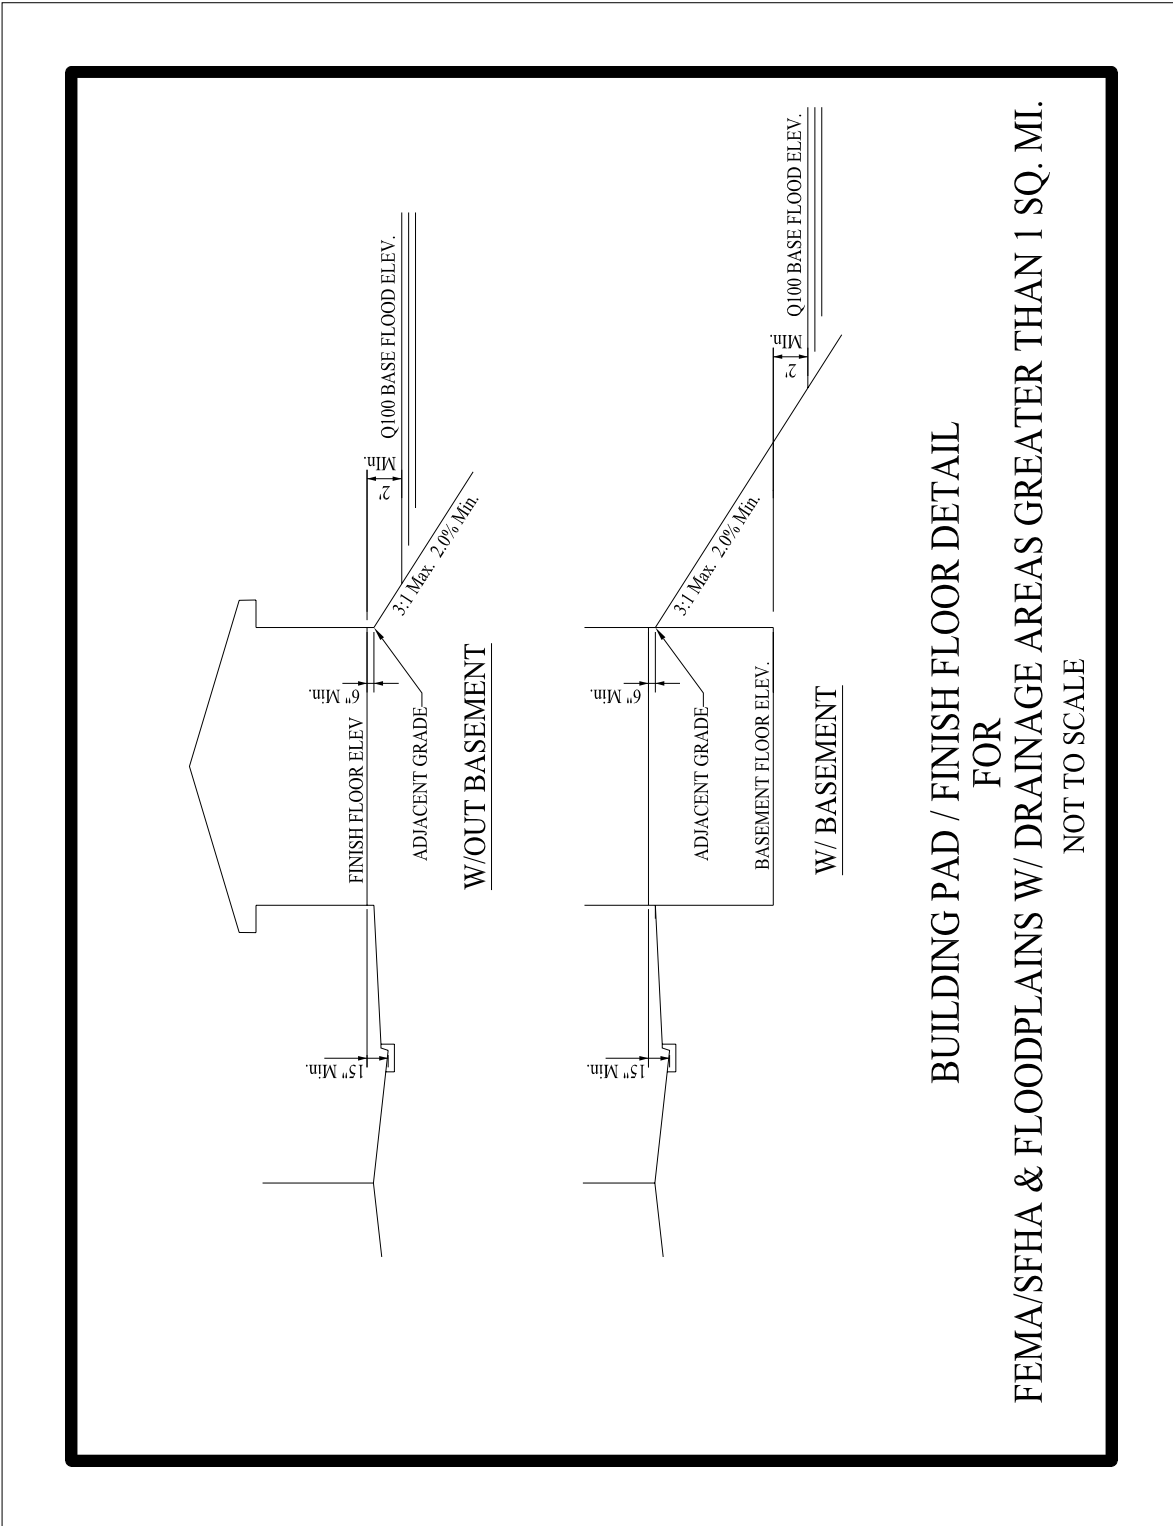 Q100 BASE FLOOD ELEV.
2'
MIn.
3:1 Max. 2.0% Min.
6" Min.
FINISH FLOOR ELEV
ADJACENT GRADE
15" Min.
W/OUT BASEMENT
Q100 BASE FLOOD ELEV.
2'
MIn.
3:1 Max. 2.0% Min.
6" Min.
ADJACENT GRADE
BASEMENT FLOOR ELEV.
15" Min.
W/ BASEMENT
BUILDING PAD / FINISH FLOOR DETAIL
FOR
FEMA/SFHA & FLOODPLAINS W/ DRAINAGE AREAS GREATER THAN 1 SQ. MI.
NOT TO SCALE